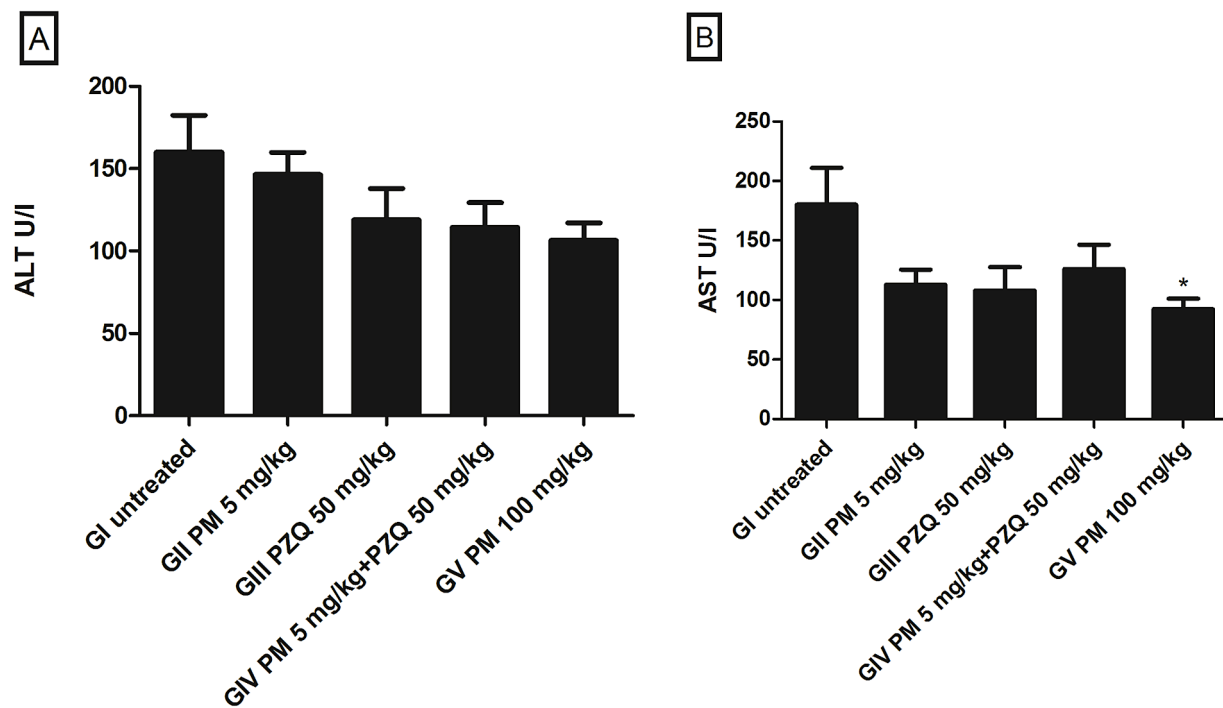 A
ALT U/I
200
150
100
50
0
GI untreated
GII PM 5 mg/kg
GIII PZQ 50 mg/kg
GIV PM 5 mg/kg+PZQ 50 mg/kg
GV PM 100 mg/kg
B
AST U/I
250
200
150
100
50
0
*
GI untreated
GII PM 5 mg/kg
GIII PZQ 50 mg/kg
GIV PM 5 mg/kg+PZQ 50 mg/kg
GV PM 100 mg/kg